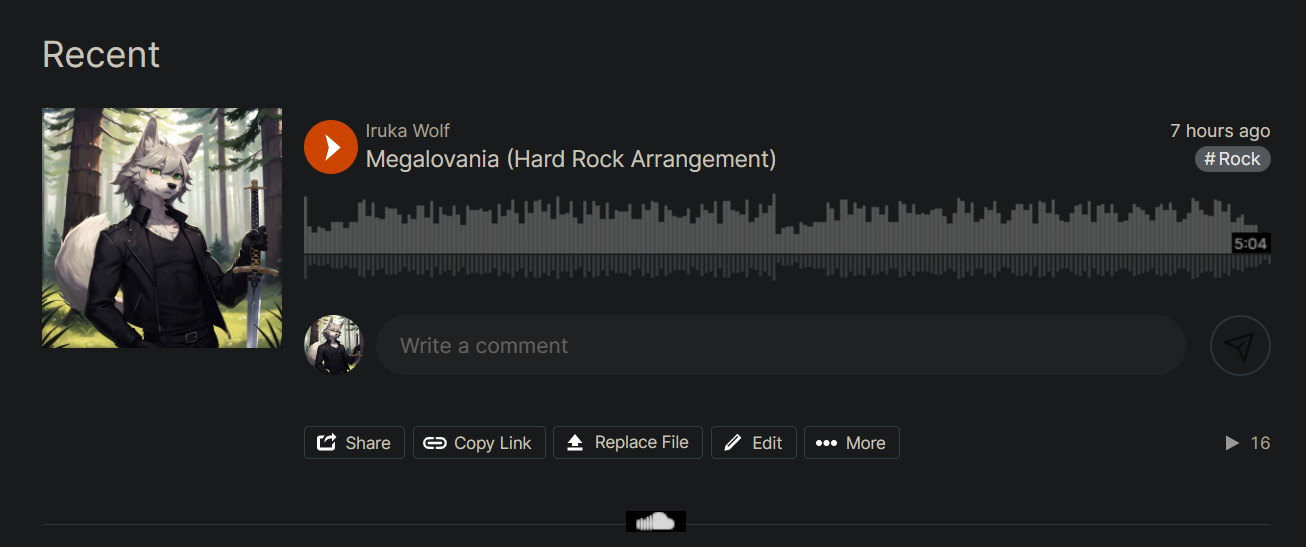 Recent
Iruka Wolf
7 hours ago
Megalovania (Hard Rock Arrangement)
# Rock
5:04
Write a comment
Share
Copy Link
Replace File
Edit
More
16